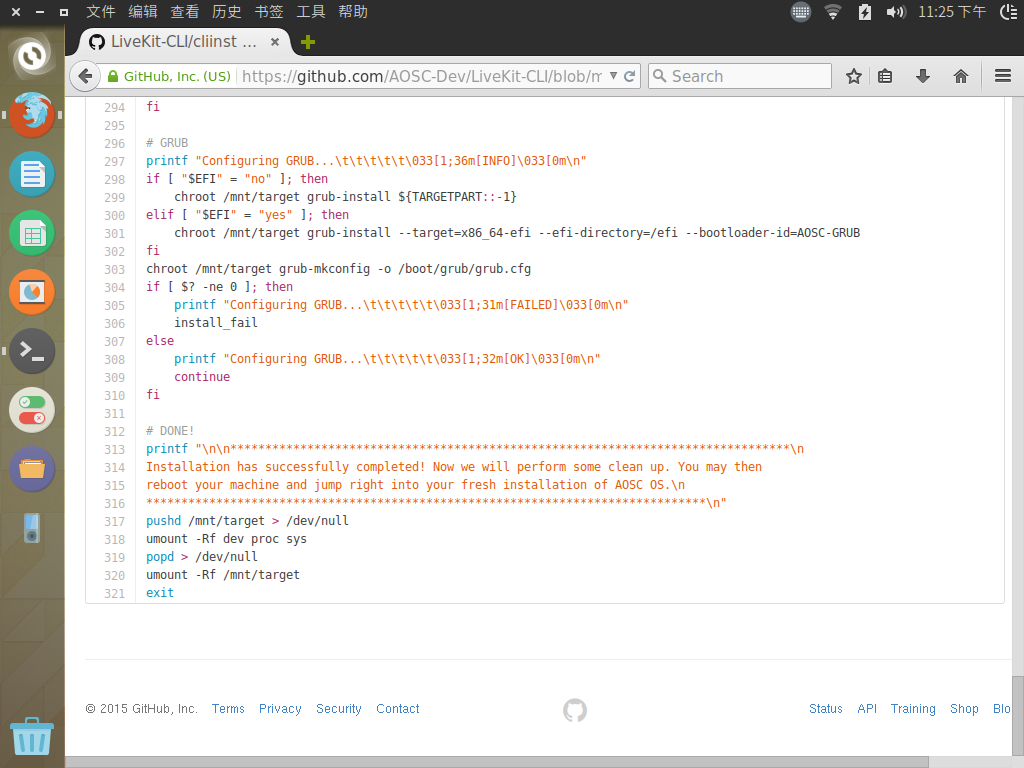 文件 编辑 查看 历史 书签 工具 帮助 11:25 下午
LiveKit-CLI/cliinst ...
GitHub, Inc. (US) https://github.com/AOSC-Dev/LiveKit-CLI/blob/m Search
294 fi
295
296 # GRUB
297 printf "Configuring GRUB...\t\t\t\t\t\033[1;36m[INFO]\033[0m\n"
298 if [ "$EFI" = "no" ]; then
299 chroot /mnt/target grub-install ${TARGETPART::-1}
300 elif [ "$EFI" = "yes" ]; then
301 chroot /mnt/target grub-install --target=x86_64-efi --efi-directory=/efi --bootloader-id=AOSC-GRUB
302 fi
303 chroot /mnt/target grub-mkconfig -o /boot/grub/grub.cfg
304 if [ $? -ne 0 ]; then
305 printf "Configuring GRUB...\t\t\t\t\t\033[1;31m[FAILED]\033[0m\n"
306 install_fail
307 else
308 printf "Configuring GRUB...\t\t\t\t\t\033[1;32m[OK]\033[0m\n"
309 continue
310 fi
311
312 # DONE!
313 printf "\n\n********************************************************************************\n
314 Installation has successfully completed! Now we will perform some clean up. You may then
315 reboot your machine and jump right into your fresh installation of AOSC OS.\n
316 ********************************************************************************\n"
317 pushd /mnt/target > /dev/null
318 umount -Rf dev proc sys
319 popd > /dev/null
320 umount -Rf /mnt/target
321 exit
© 2015 GitHub, Inc. Terms Privacy Security Contact Status API Training Shop Blo